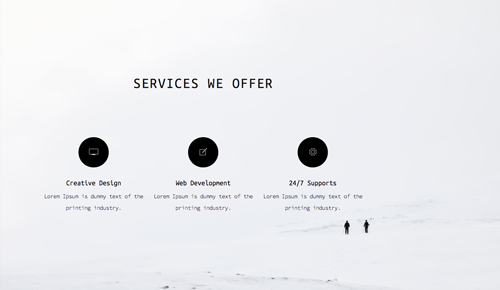 SERVICES WE OFFER
Creative Design
Lorem Ipsum is dummy text of the
printing industry.
Web Development
Lorem Ipsum is dummy text of the
printing industry.
24/7 Supports
Lorem Ipsum is dummy text of the
printing industry.